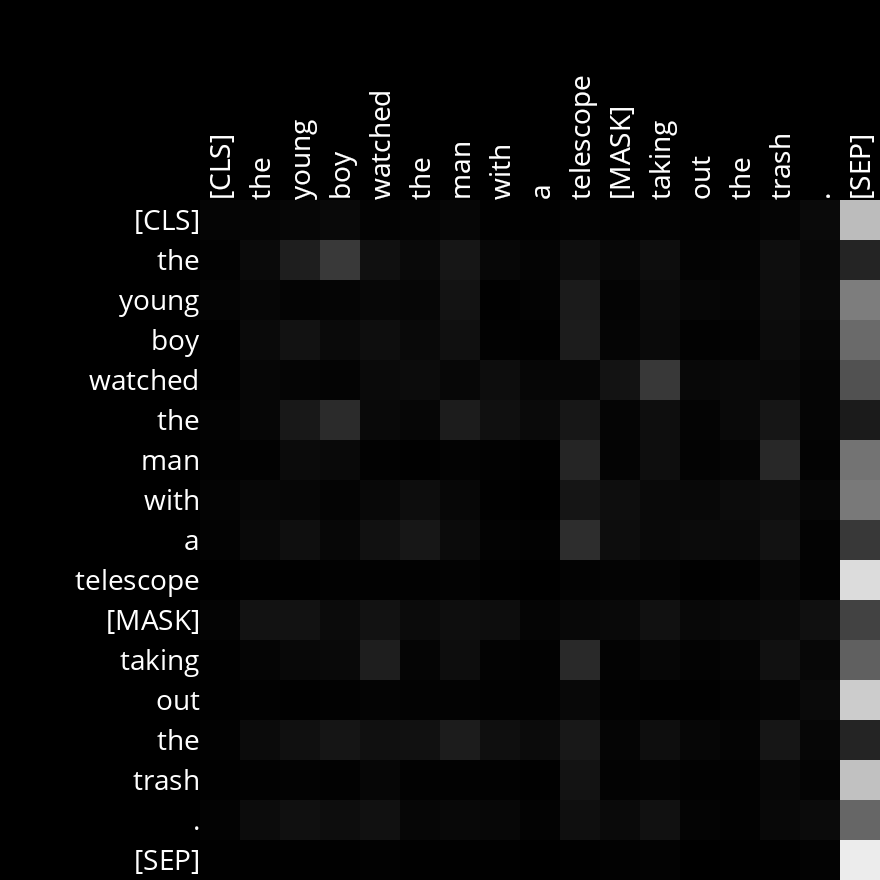 [CLS] the young boy watched the man with a telescope [MASK] taking out the trash . [SEP]
[CLS]
the
young
boy
watched
the
man
with
a
telescope
[MASK]
taking
out
the
trash
.
[SEP]